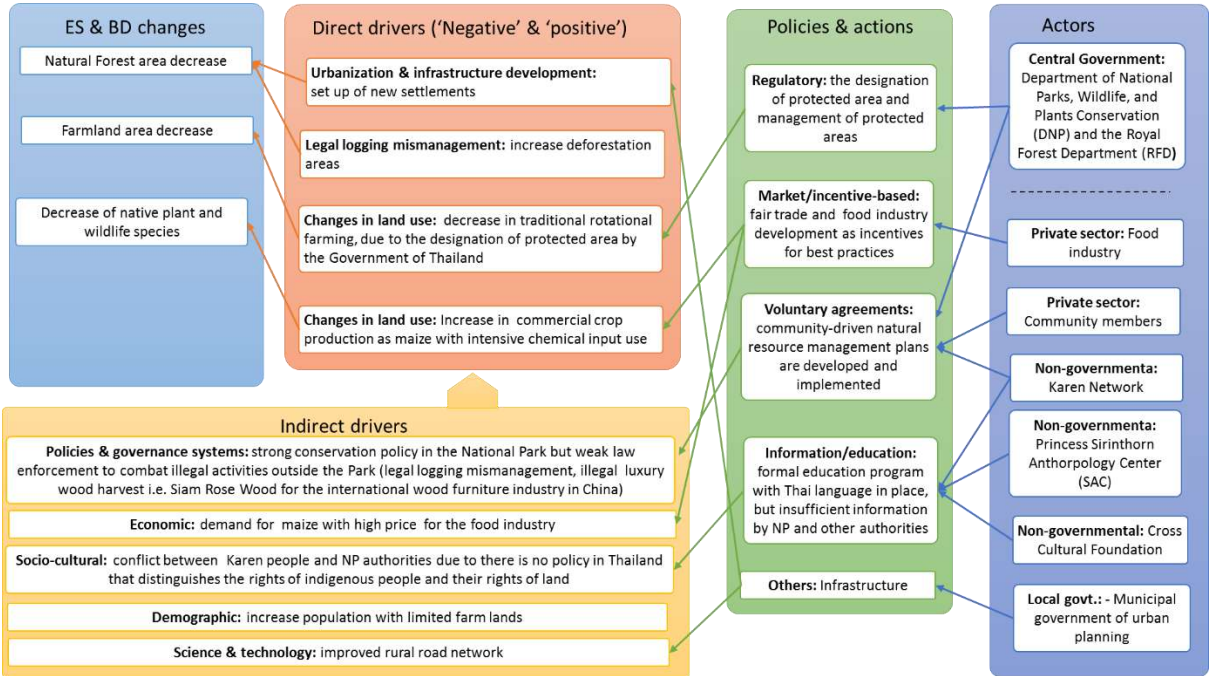 ES & BD changes
Natural Forest area decrease
Farmland area decrease
Decrease of native plant and
wildlife species
Direct drivers (‘Negative’ & ‘positive’)
Urbanization & infrastructure development:
set up of new settlements
Legal logging mismanagement: increase deforestation
areas
Changes in land use: decrease in traditional rotational
farming, due to the designation of protected area by
the Government of Thailand
Changes in land use: Increase in commercial crop
production as maize with intensive chemical input use
Indirect drivers
Policies & governance systems: strong conservation policy in the National Park but weak law
enforcement to combat illegal activities outside the Park (legal logging mismanagement, illegal luxury
wood harvest i.e. Siam Rose Wood for the international wood furniture industry in China)
Economic: demand for maize with high price for the food industry
Socio-cultural: conflict between Karen people and NP authorities due to there is no policy in Thailand
that distinguishes the rights of indigenous people and their rights of land
Demographic: increase population with limited farm lands
Science & technology: improved rural road network
Policies & actions
Regulatory: the designation
of protected area and
management of protected
areas
Market/incentive-based:
fair trade and food industry
development as incentives
for best practices
Voluntary agreements:
community-driven natural
resource management plans
are developed and
implemented
Information/education:
formal education program
with Thai language in place,
but insufficient information
by NP and other authorities
Others: Infrastructure
Actors
Central Government:
Department of National
Parks, Wildlife, and
Plants Conservation
(DNP) and the Royal
Forest Department (RFD)
Private sector: Food
industry
Private sector:
Community members
Non-governmenta:
Karen Network
Non-governmenta:
Princess Sirinthorn
Anthorpology Center
(SAC)
Non-governmental: Cross
Cultural Foundation
Local govt.: - Municipal
government of urban
planning